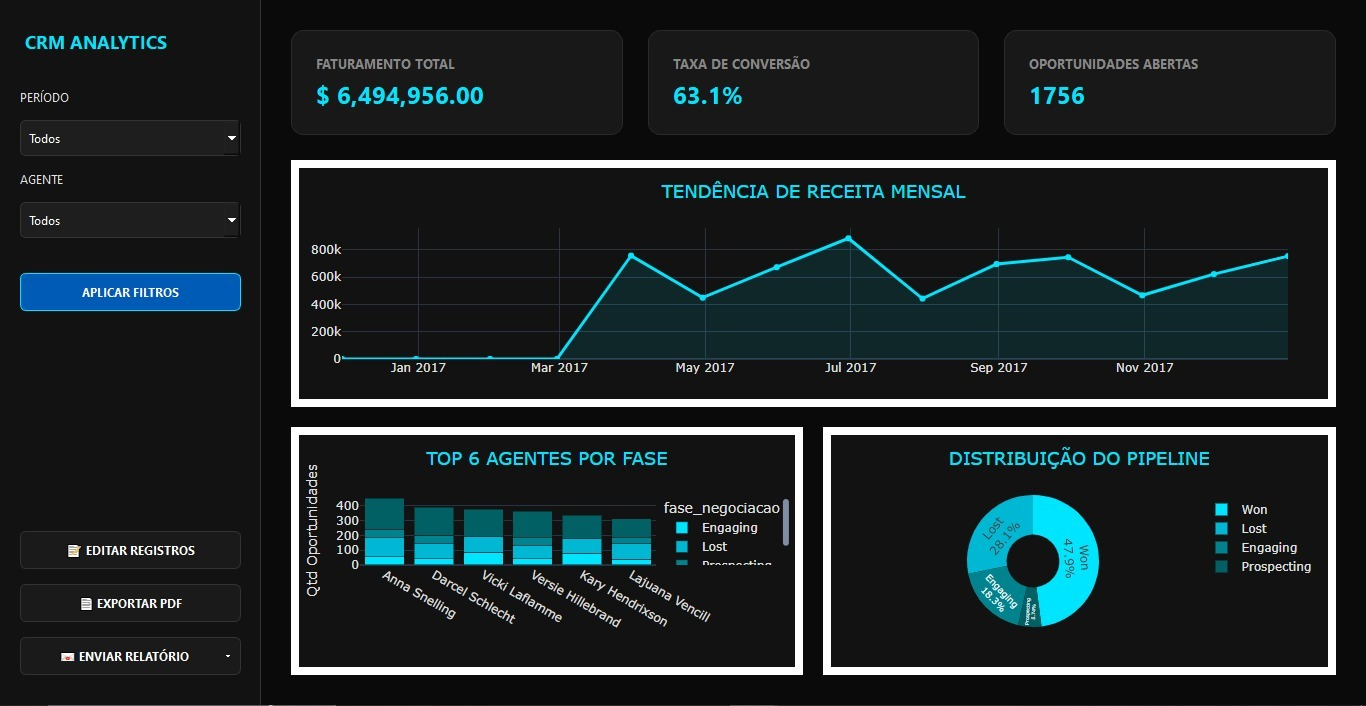 CRM ANALYTICS
PERÍODO
Todos
AGENTE
Todos
APLICAR FILTROS
EDITAR REGISTROS
EXPORTAR PDF
ENVIAR RELATÓRIO
FATURAMENTO TOTAL
$ 6,494,956.00
TAXA DE CONVERSÃO
63.1%
OPORTUNIDADES ABERTAS
1756
TENDÊNCIA DE RECEITA MENSAL
800k
600k
400k
200k
0
Jan 2017
Mar 2017
May 2017
Jul 2017
Sep 2017
Nov 2017
TOP 6 AGENTES POR FASE
Qtd Oportunidades
400
300
200
100
0
Anna Snelling
Darcel Schlecht
Vicki Laflamme
Versie Hillebrand
Kary Hendrixson
Lajuana Vencill
fase_negociacao
Engaging
Lost
Prospecting
DISTRIBUIÇÃO DO PIPELINE
Won
47.9%
Lost
28.1%
Engaging
18.3%
Prospecting
Won
Lost
Engaging
Prospecting